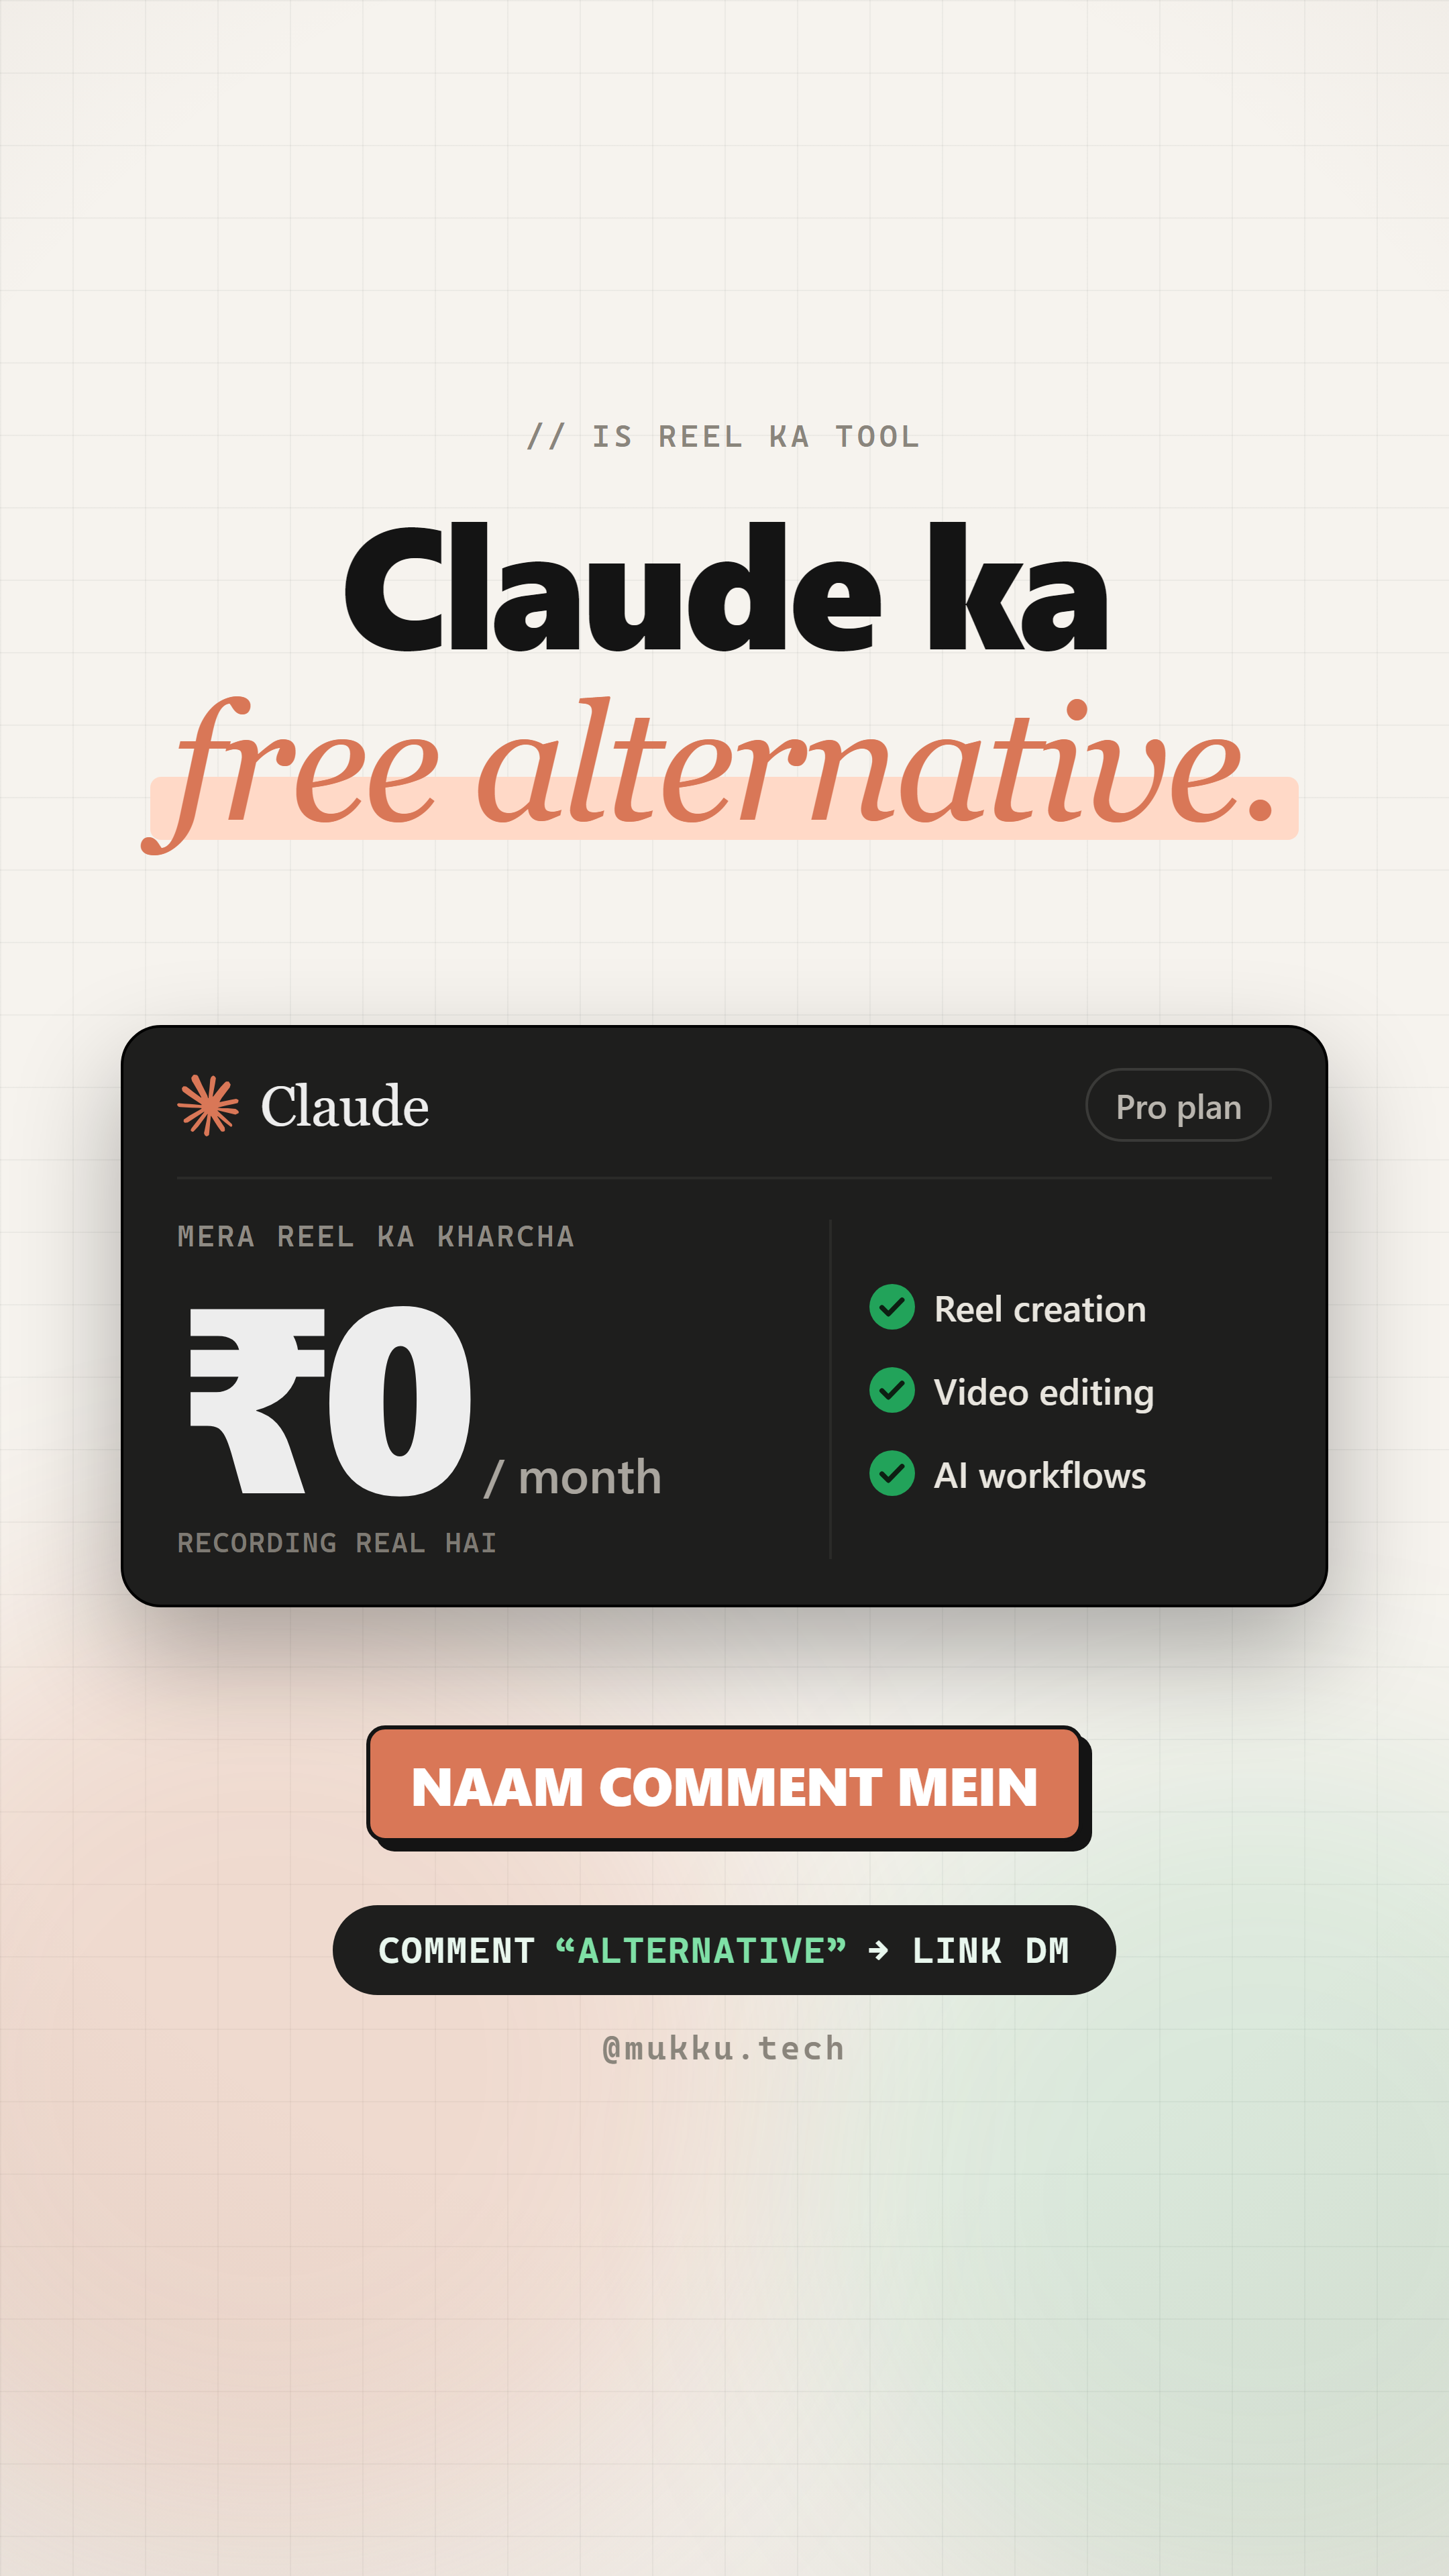 // IS REEL KA TOOL
Claude ka
free alternative.
Claude
Pro plan
MERA REEL KA KHARCHA
₹0 / month
RECORDING REAL HAI
Reel creation
Video editing
AI workflows
NAAM COMMENT MEIN
COMMENT “ALTERNATIVE” → LINK DM
@mukku.tech